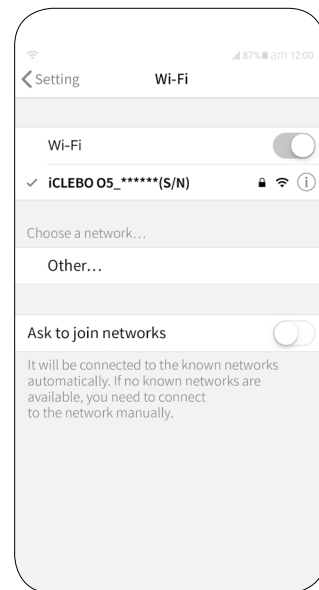 87% am 12:00
Setting Wi-Fi
Wi-Fi
iCLEBO O5_******(S/N)
Choose a network...
Other...
Ask to join networks
It will be connected to the known networks
automatically. If no known networks are
available, you need to connect
to the network manually.